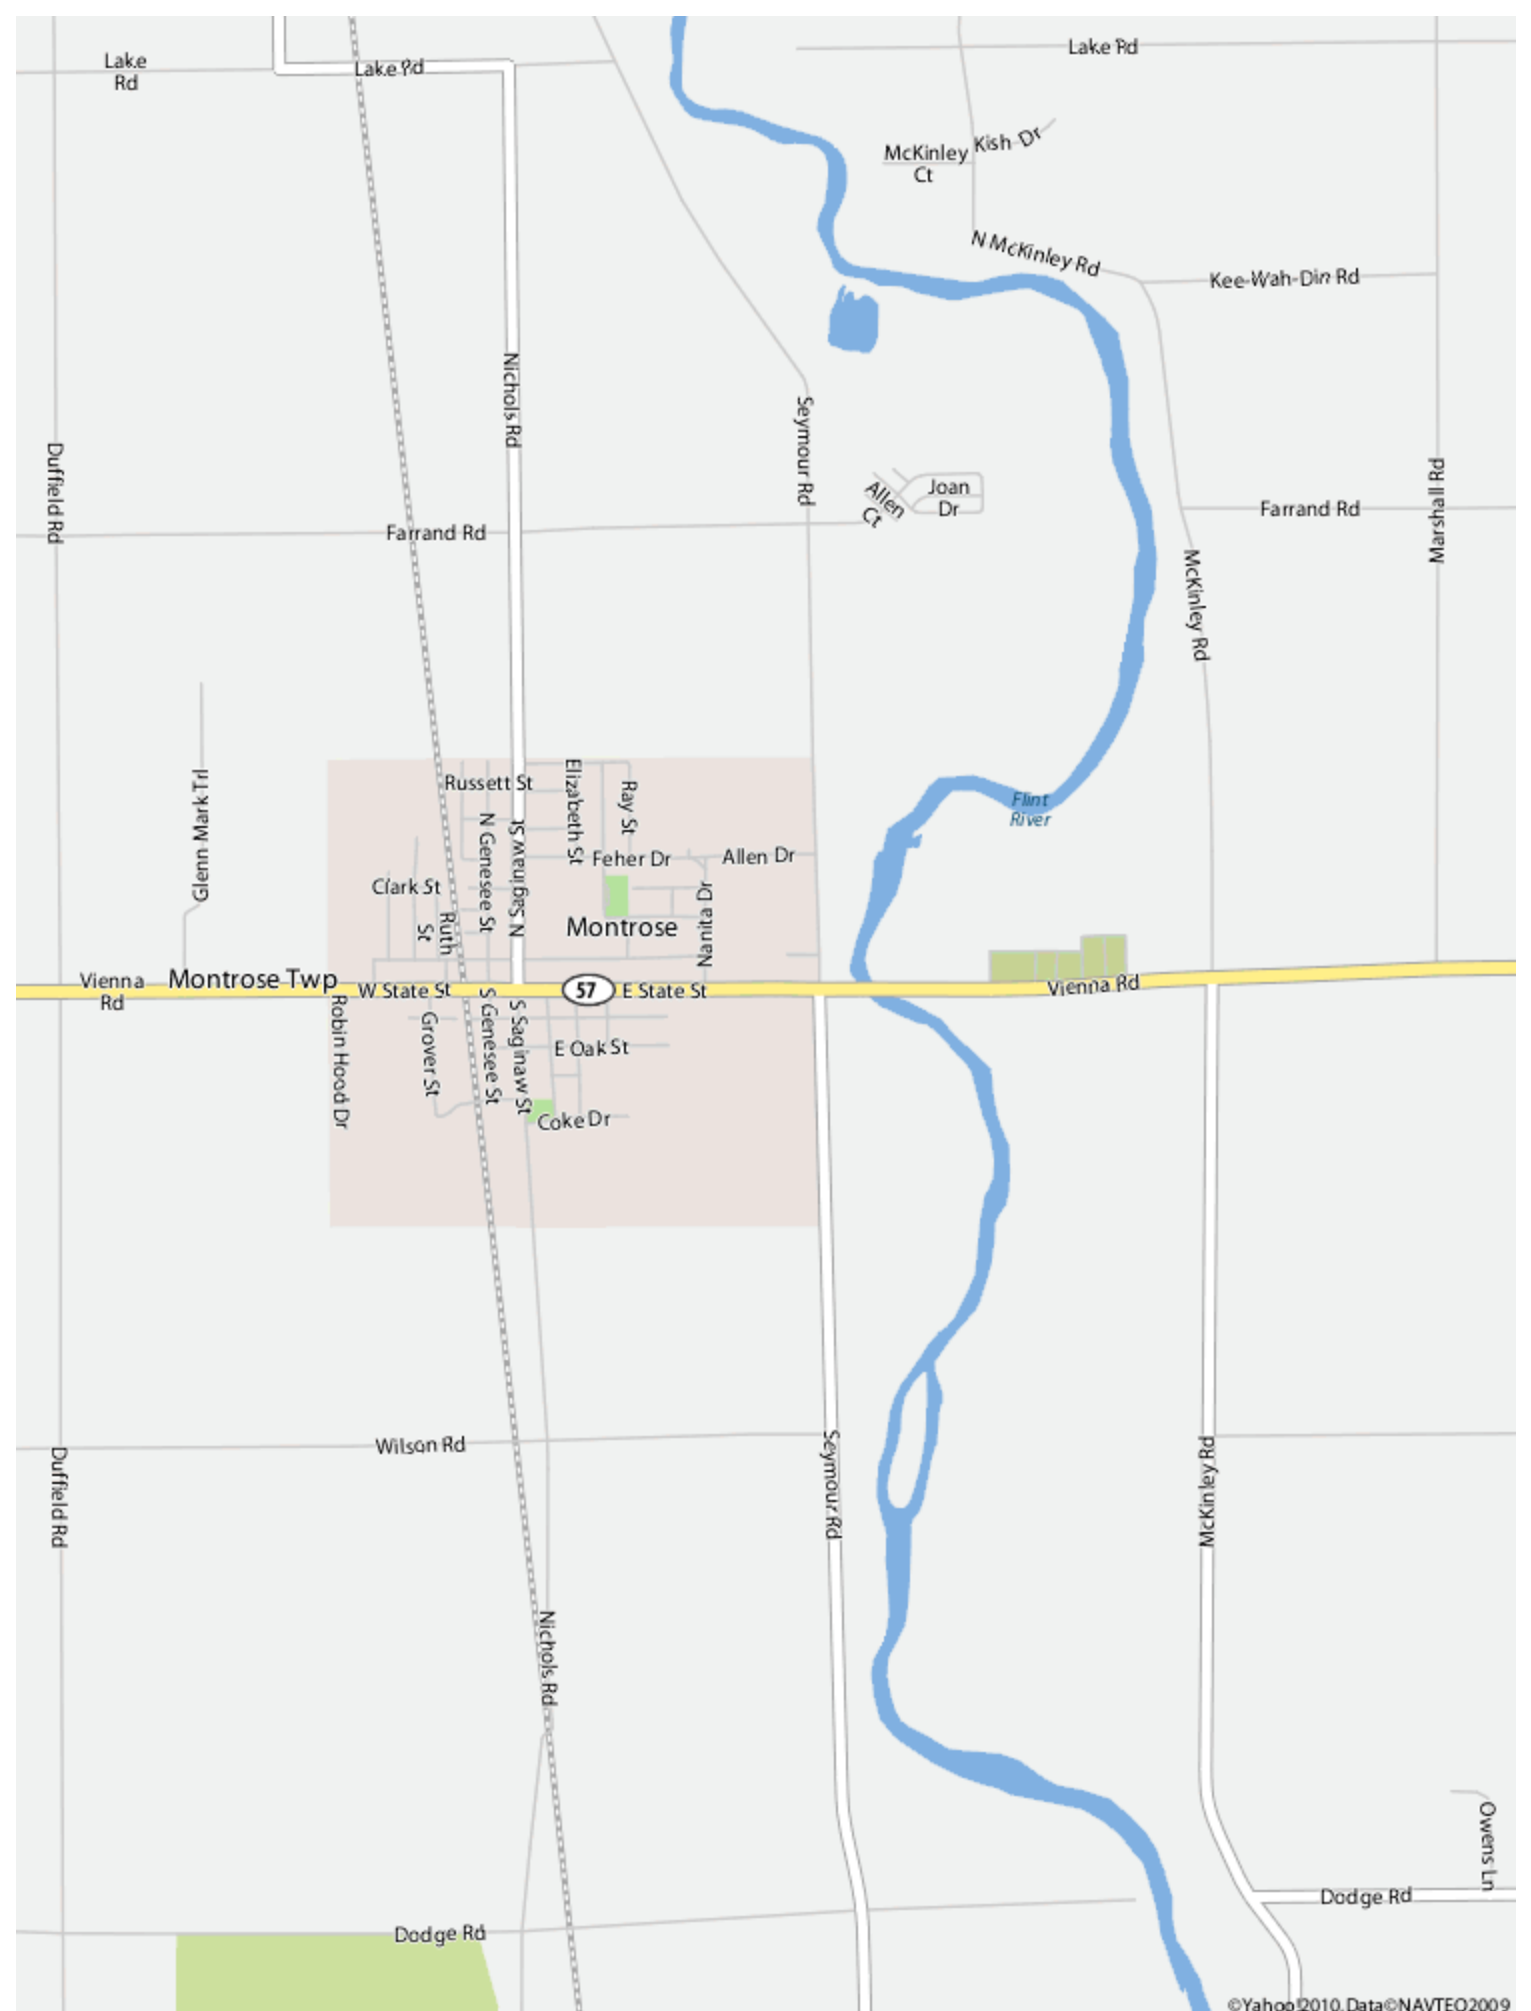 Lake Rd
Lake
Rd
Lake Rd
McKinley
Ct
Kish Dr
N McKinley Rd
Kee-Wah-Din Rd
Nichols Rd
Seymour Rd
Duffield Rd
Marshall Rd
Allen
Ct
Joan
Dr
Farrand Rd
Farrand Rd
McKinley Rd
Glenn Mark Trl
Russett St
Elizabeth St
Ray St
N Genesee St
N Saginaw St
Flint
River
Feher Dr
Allen Dr
Clark St
Ruth
St
Nanita Dr
Montrose
Montrose Twp
Vienna
Rd
W State St
57
E State St
Vienna Rd
Robin Hood Dr
Grover St
S Genesee St
S Saginaw St
E Oak St
Coke Dr
Wilson Rd
Duffield Rd
Seymour Rd
McKinley Rd
Nichols Rd
Owens Ln
Dodge Rd
Dodge Rd
©Yahoo!2010,Data©NAVTEQ2009